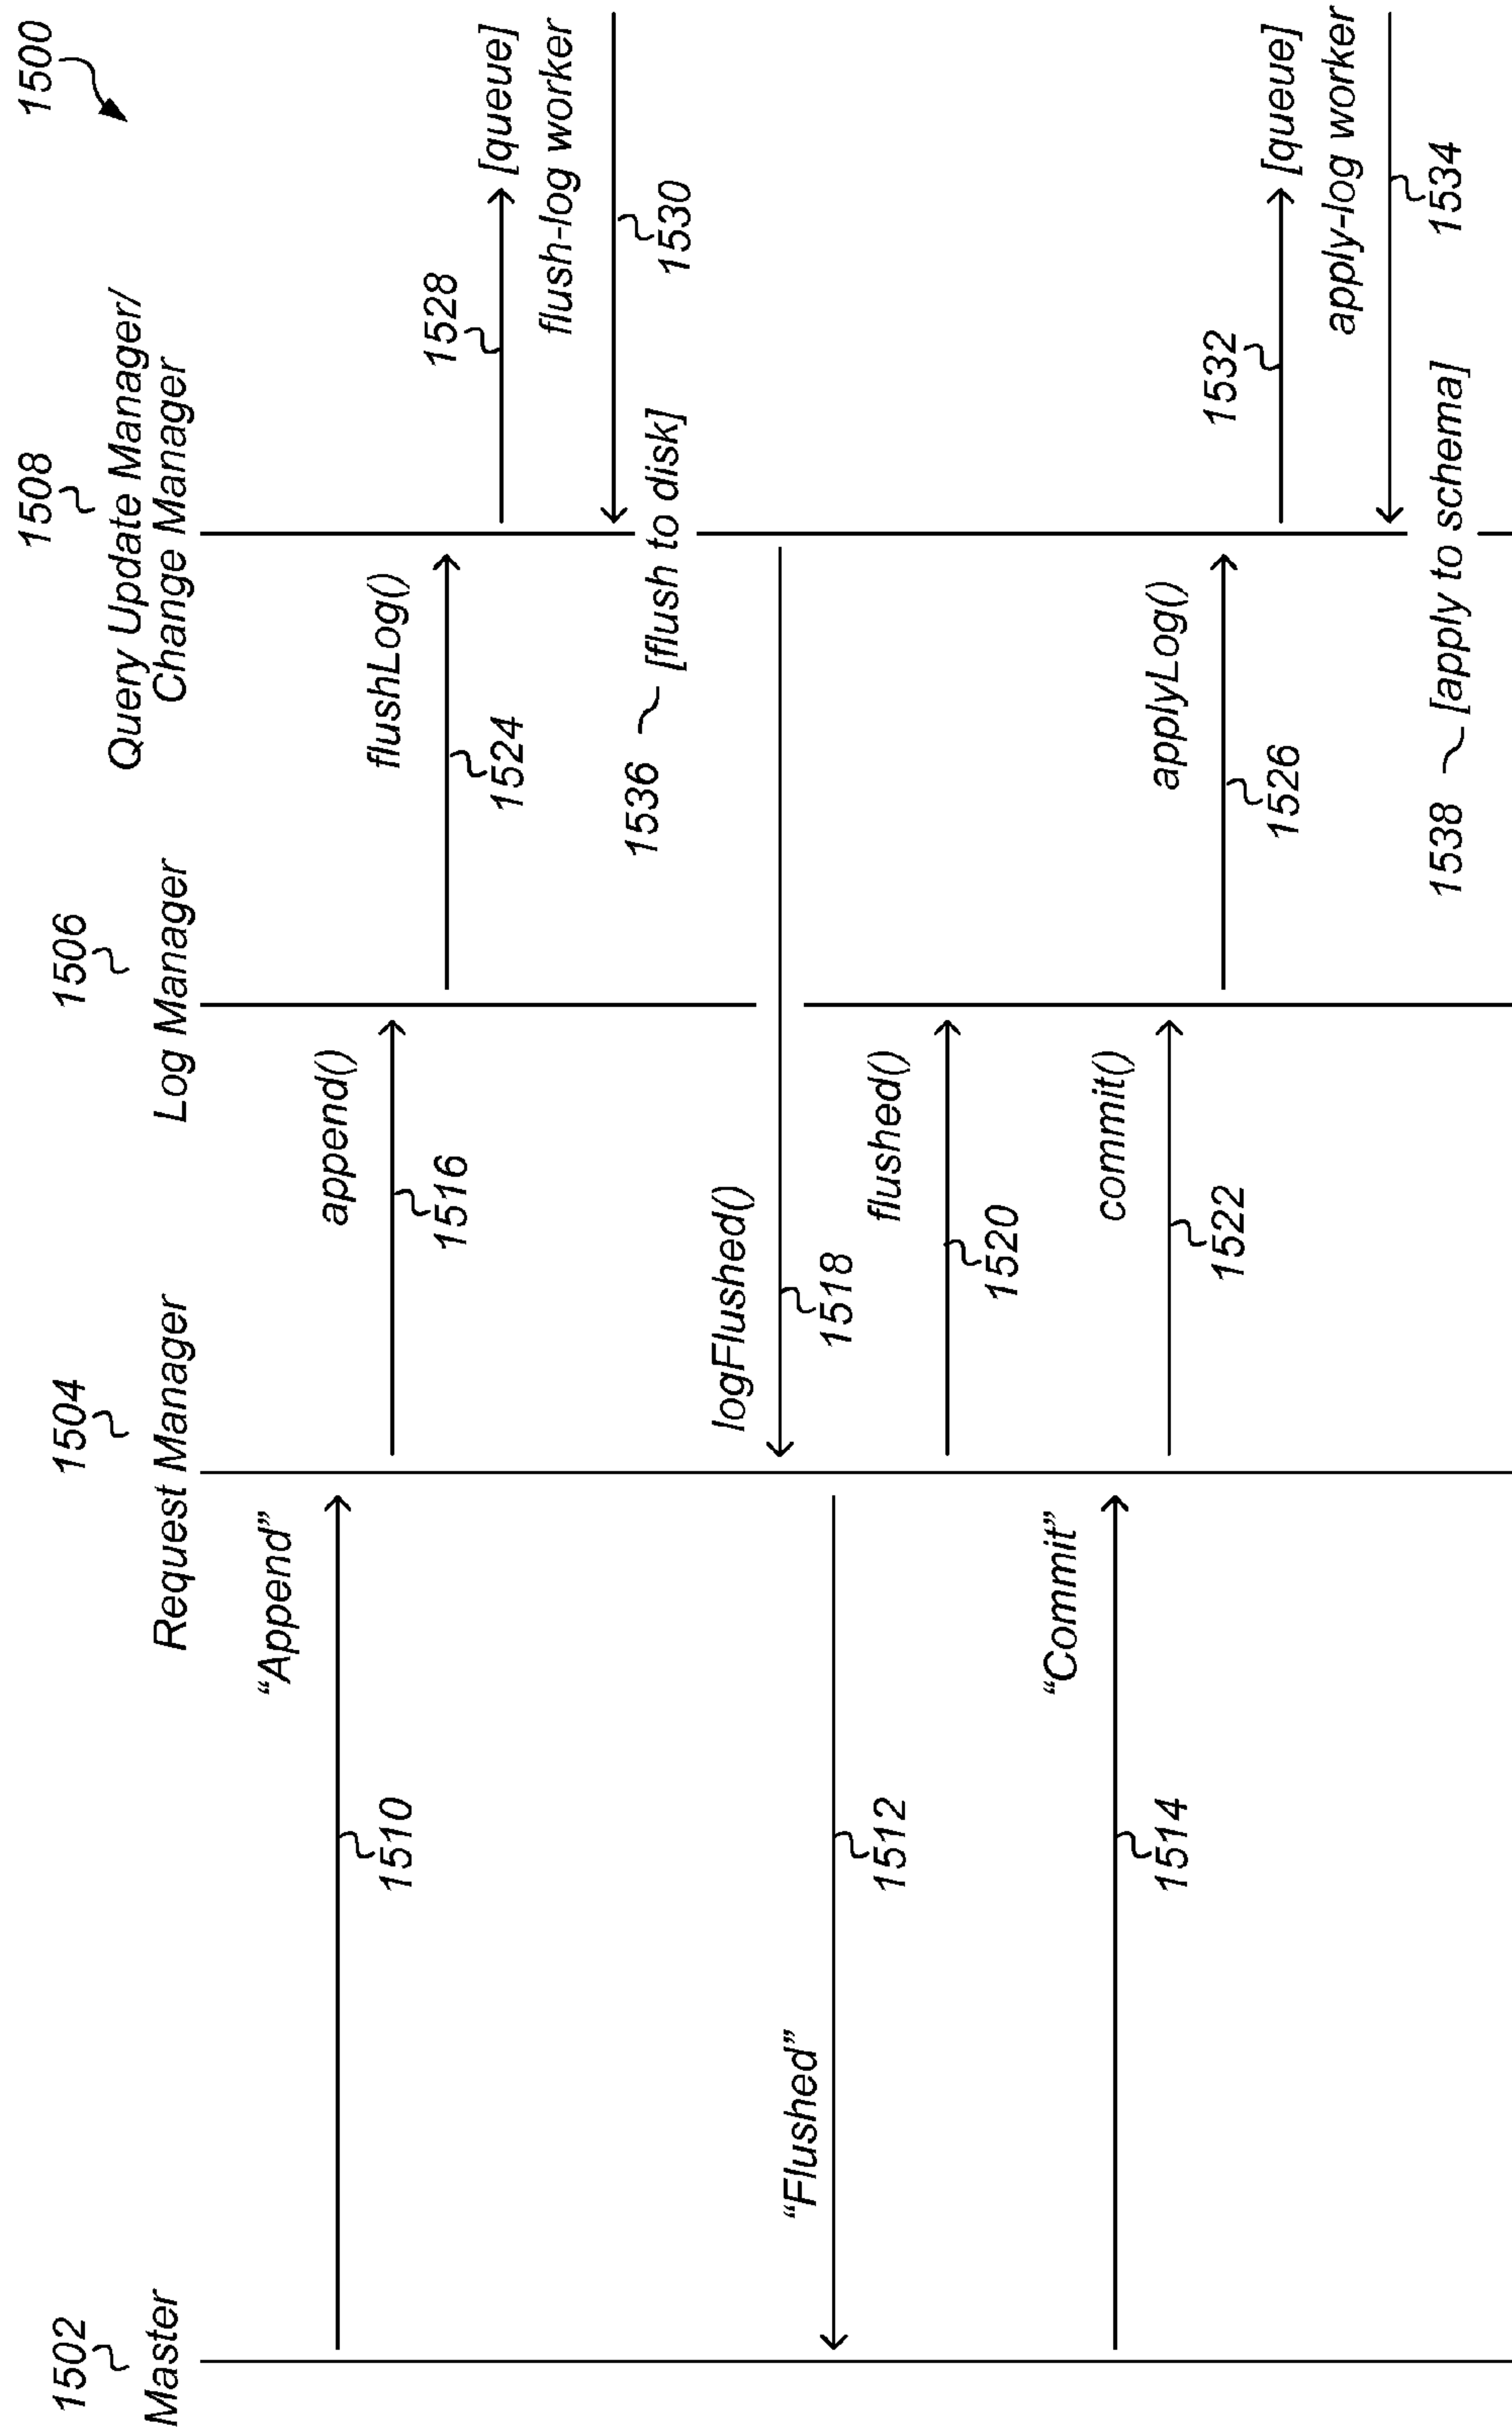 1500
1502
Master
1504
Request Manager
1506
Log Manager
1508
Query Update Manager/
Change Manager
“Append”
1510
append()
1516
flushLog()
1524
1528
[queue]
flush-log worker
1530
1536
[flush to disk]
logFlushed()
1518
“Flushed”
1512
flushed()
1520
“Commit”
1514
commit()
1522
applyLog()
1526
1532
[queue]
apply-log worker
1534
1538
[apply to schema]